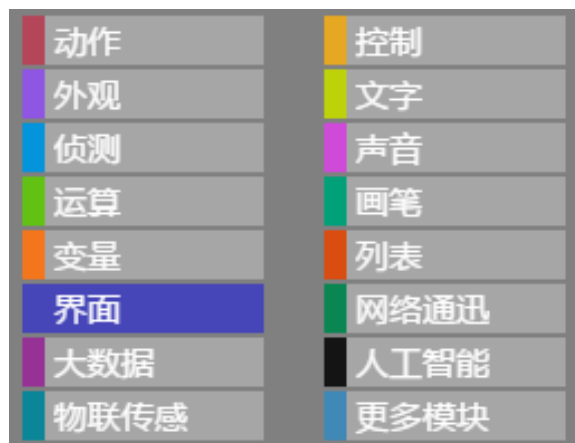 动作 控制
外观 文字
侦测 声音
运算 画笔
变量 列表
界面 网络通讯
大数据 人工智能
物联传感 更多模块